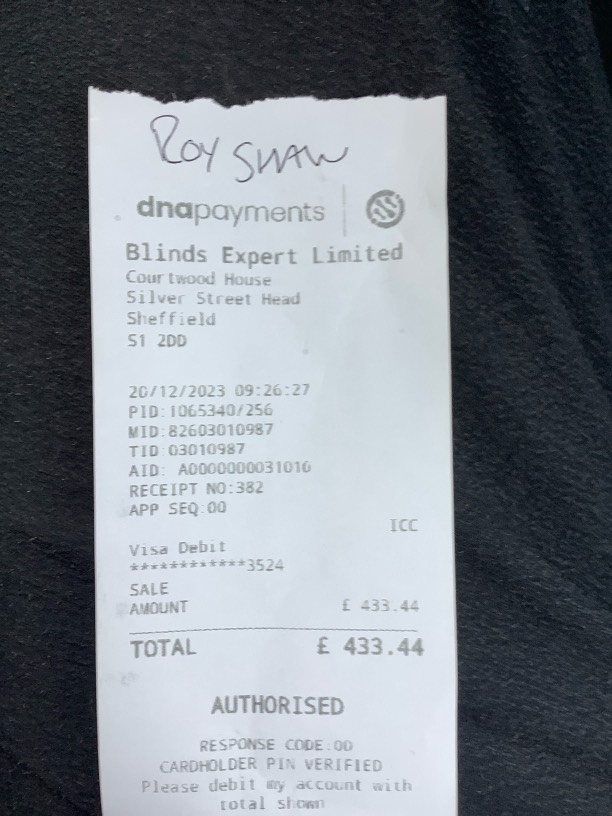 Roy Shaw
dnapayments
Blinds Expert Limited
Courtwood House
Silver Street Head
Sheffield
S1 2DD
20/12/2023 09:26:27
PID:1065340/256
MID:82603010987
TID:03010987
AID: A0000000031010
RECEIPT NO:382
APP SEQ:00
ICC
Visa Debit
************3524
SALE
AMOUNT £ 433.44
TOTAL £ 433.44
AUTHORISED
RESPONSE CODE:00
CARDHOLDER PIN VERIFIED
Please debit my account with
total shown